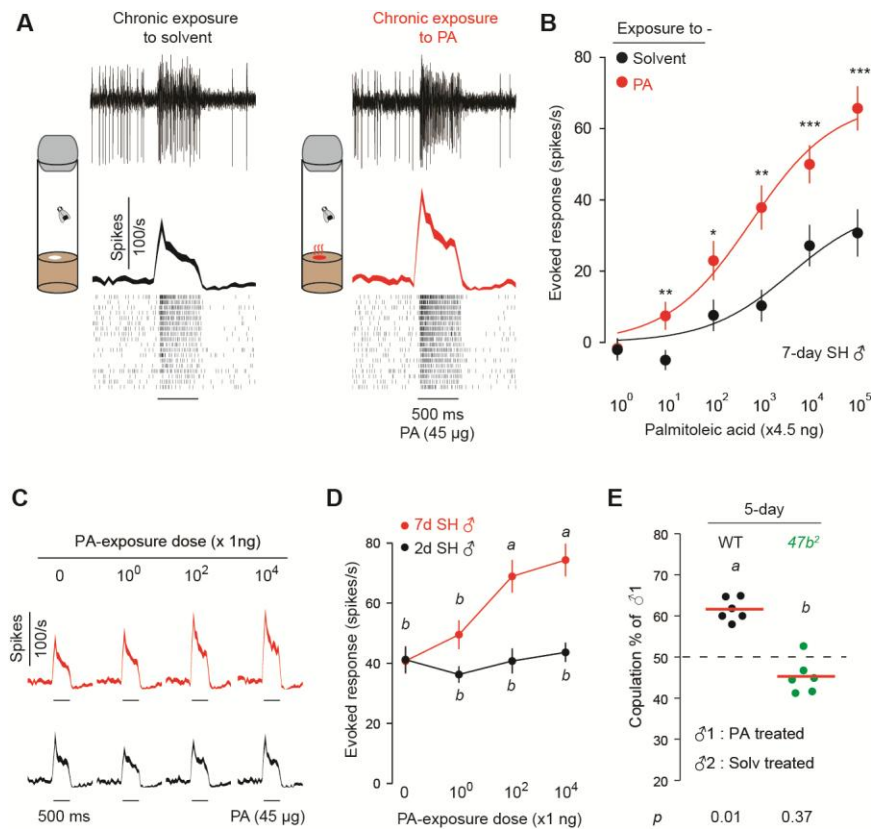 A
Chronic exposure
to solvent
Chronic exposure
to PA
Spikes
100/s
500 ms
PA (45 µg)
B
Exposure to -
Solvent
PA
Evoked response (spikes/s)
80
60
40
20
0
**
*
**
***
***
7-day SH ♂
10⁰ 10¹ 10² 10³ 10⁴ 10⁵
Palmitoleic acid (x4.5 ng)
C
PA-exposure dose (x 1ng)
0 10⁰ 10² 10⁴
Spikes
100/s
500 ms PA (45 µg)
D
7d SH ♂
2d SH ♂
Evoked response (spikes/s)
100
80
60
40
20
0
b b a a
b b b
0 10⁰ 10² 10⁴
PA-exposure dose (x1 ng)
E
5-day
WT 47b²
a
b
Copulation % of ♂1
80
70
60
50
40
30
20
♂1 : PA treated
♂2 : Solv treated
p 0.01 0.37